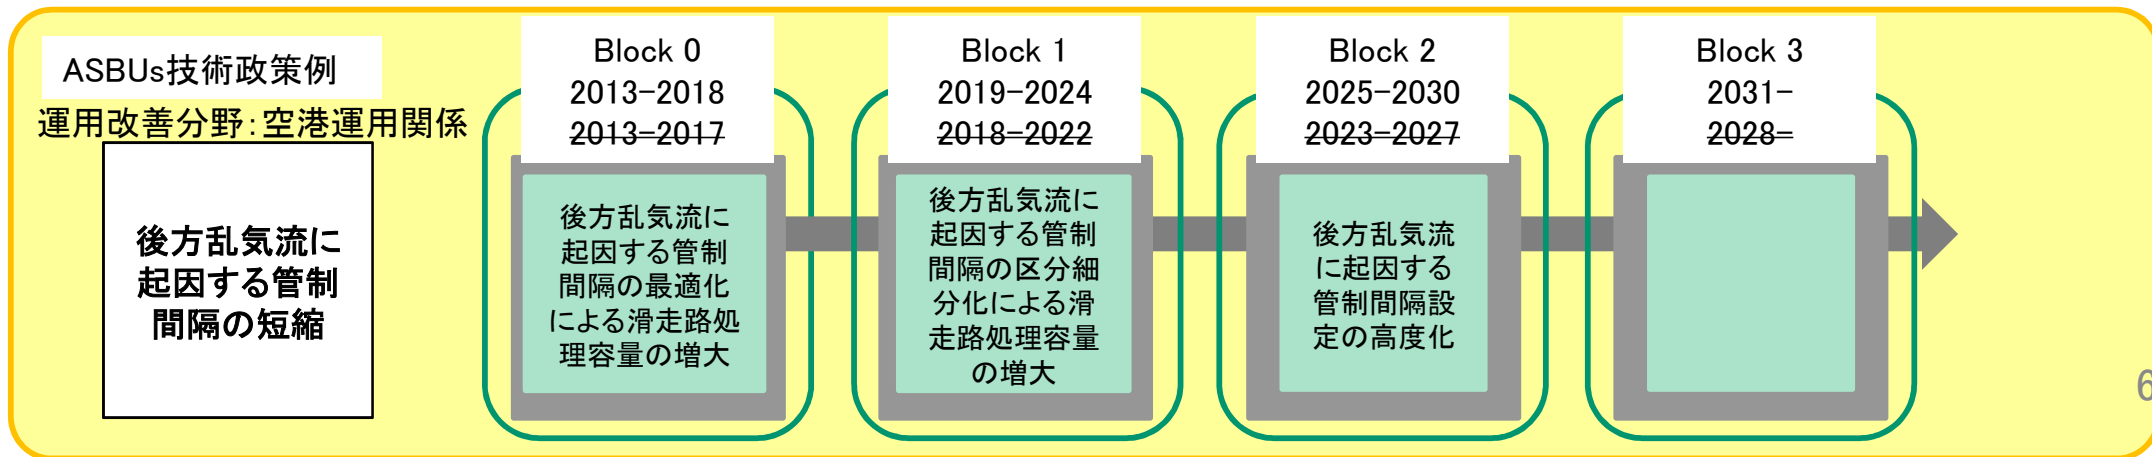 ASBUs技術政策例
運用改善分野：空港運用関係
後方乱気流に
起因する管制
間隔の短縮
Block 0
2013-2018
2013-2017
後方乱気流に
起因する管制
間隔の最適化
による滑走路処
理容量の増大
Block 1
2019-2024
2018-2022
後方乱気流に
起因する管制
間隔の区分細
分化による滑
走路処理容量
の増大
Block 2
2025-2030
2023-2027
後方乱気流
に起因する
管制間隔設
定の高度化
Block 3
2031-
2028-
6